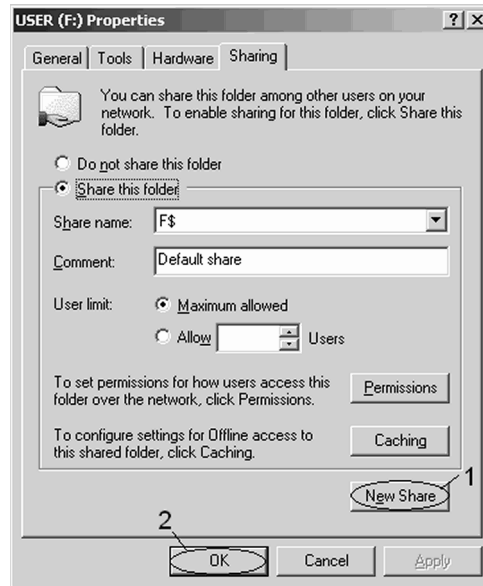 USER (F:) Properties
General Tools Hardware Sharing
You can share this folder among other users on your
network. To enable sharing for this folder, click Share this
folder.
Do not share this folder
Share this folder
Share name: F$
Comment: Default share
User limit: Maximum allowed
Allow Users
To set permissions for how users access this
folder over the network, click Permissions.
Permissions
To configure settings for Offline access to
this shared folder, click Caching.
Caching
1
New Share
2
OK Cancel Apply